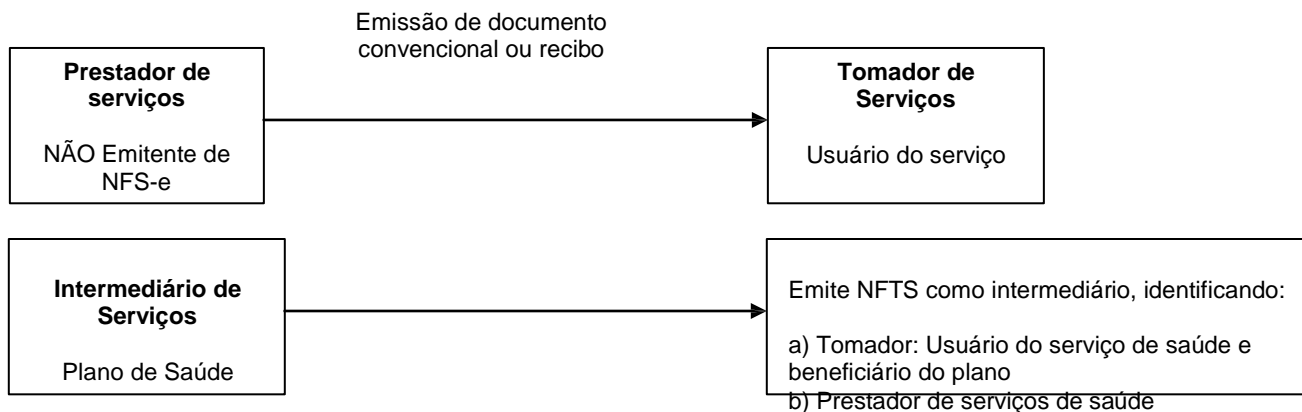 Emissão de documento
convencional ou recibo
Prestador de
serviços
NÃO Emitente de
NFS-e
Tomador de
Serviços
Usuário do serviço
Intermediário de
Serviços
Plano de Saúde
Emite NFTS como intermediário, identificando:
a) Tomador: Usuário do serviço de saúde e
beneficiário do plano
b) Prestador de serviços de saúde